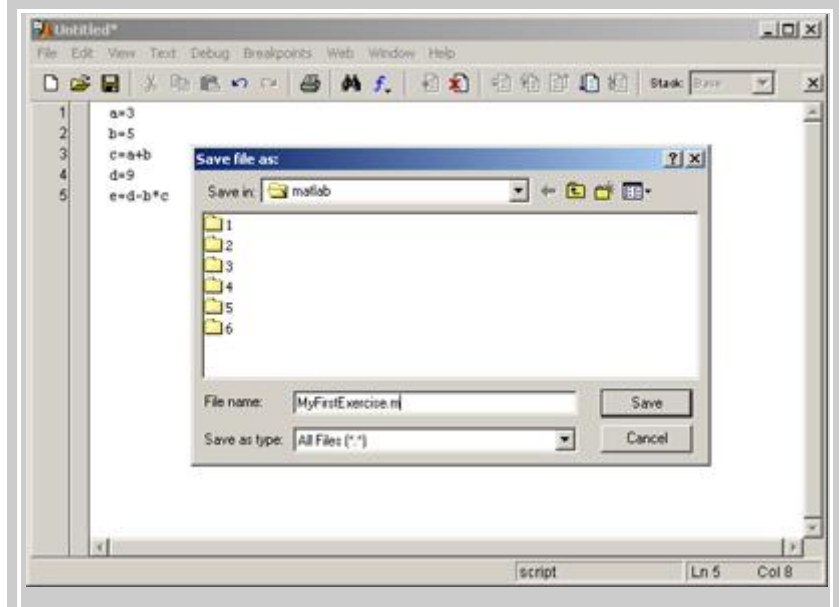 Untitled*
File Edit View Text Debug Breakpoints Web Window Help
Stack: Base
1 a=3
2 b=5
3 c=a+b
4 d=9
5 e=d-b*c
Save file as:
Save in: matlab
1
2
3
4
5
6
File name: MyFirstExercise.m
Save
Save as type: All Files (*.*)
Cancel
script Ln 5 Col 8